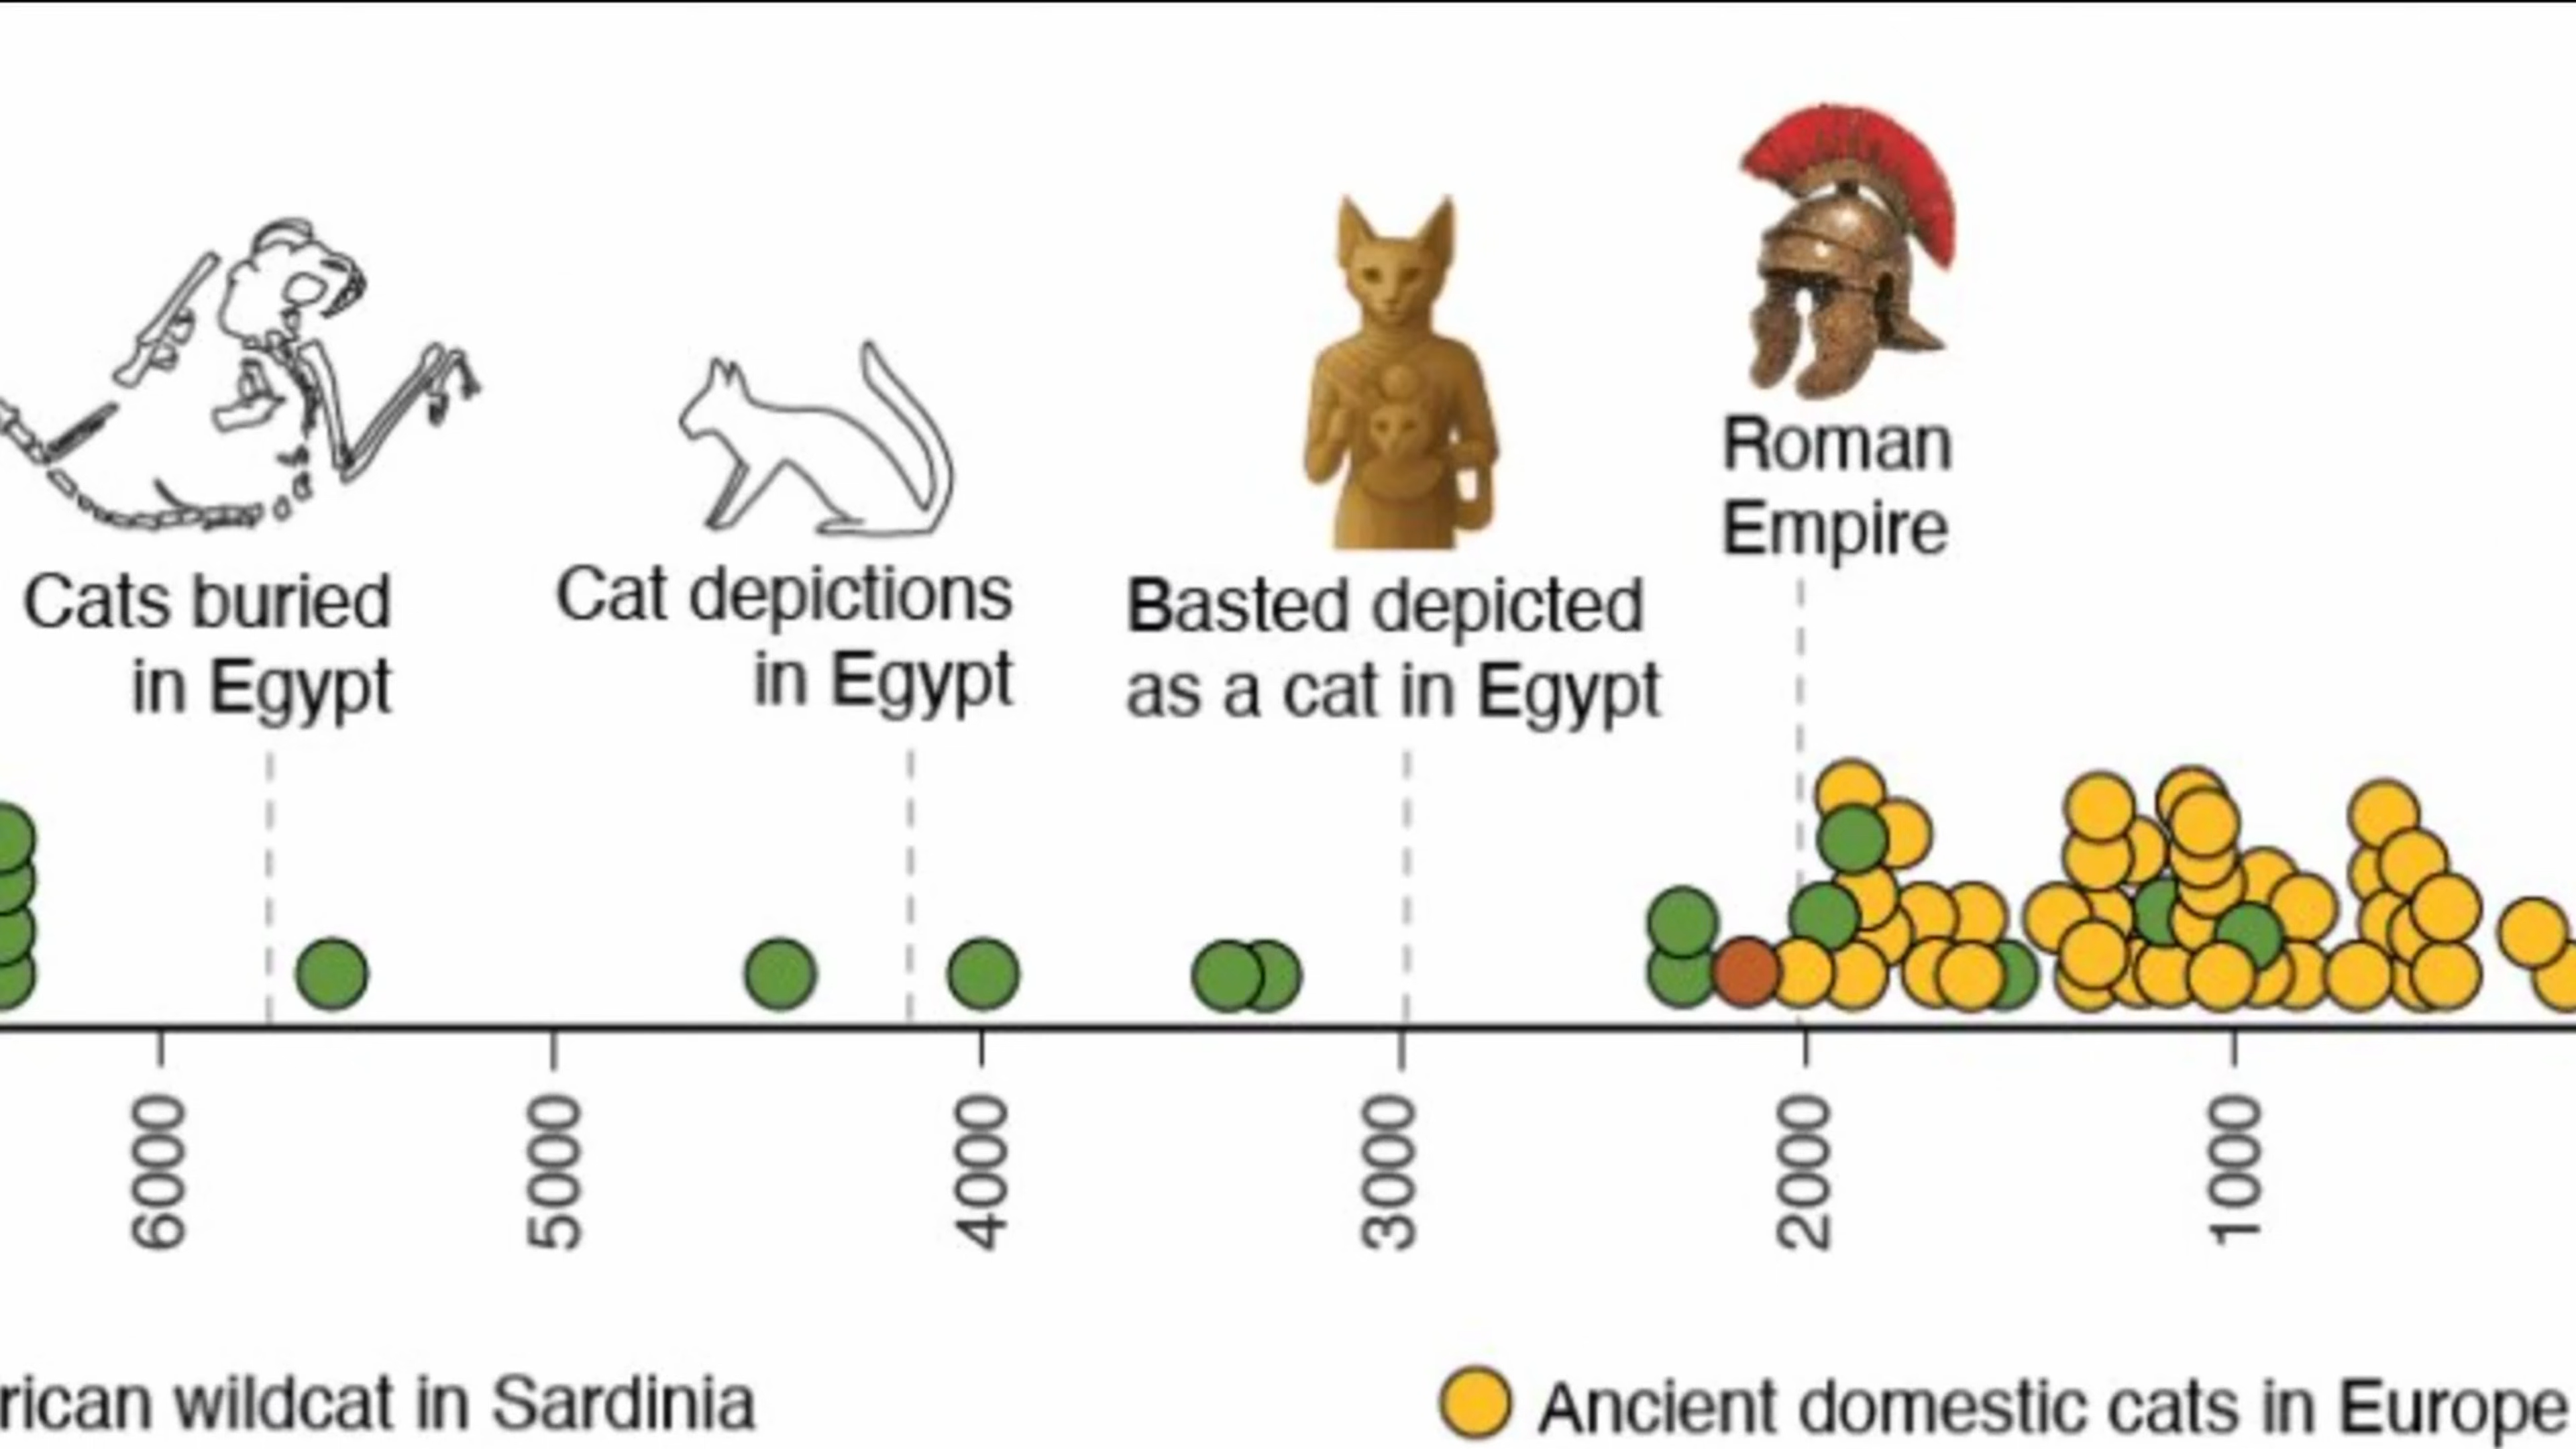 Roman
Empire
Cats buried
in Egypt
Cat depictions
in Egypt
Basted depicted
as a cat in Egypt
6000
5000
4000
3000
2000
1000
rican wildcat in Sardinia
Ancient domestic cats in Europe